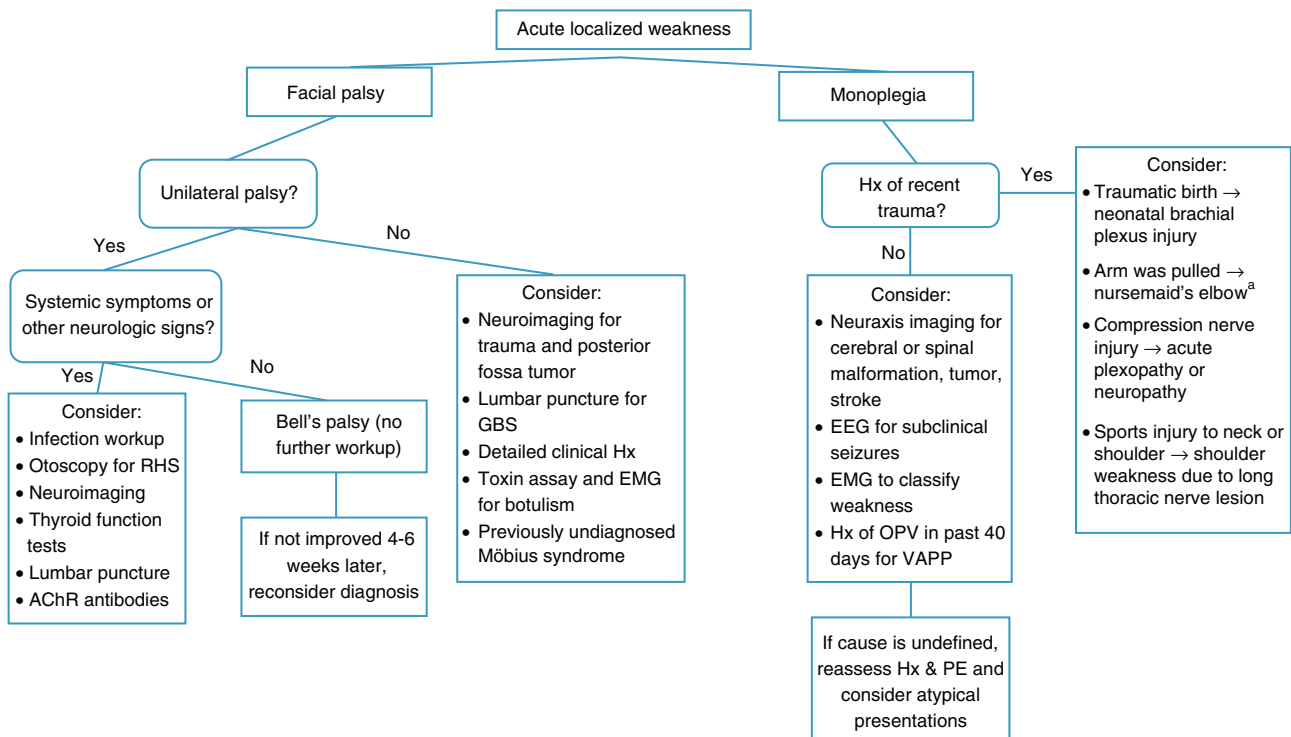 Acute localized weakness
Facial palsy
Monoplegia
Unilateral palsy?
Hx of recent
trauma?
Yes
Consider:
• Traumatic birth →
neonatal brachial
plexus injury
• Arm was pulled →
nursemaid's elbowᵃ
• Compression nerve
injury → acute
plexopathy or
neuropathy
• Sports injury to neck or
shoulder → shoulder
weakness due to long
thoracic nerve lesion
Yes
No
No
Systemic symptoms or
other neurologic signs?
Consider:
• Neuroimaging for
trauma and posterior
fossa tumor
• Lumbar puncture for
GBS
• Detailed clinical Hx
• Toxin assay and EMG
for botulism
• Previously undiagnosed
Möbius syndrome
Consider:
• Neuraxis imaging for
cerebral or spinal
malformation, tumor,
stroke
• EEG for subclinical
seizures
• EMG to classify
weakness
• Hx of OPV in past 40
days for VAPP
Yes
No
Consider:
• Infection workup
• Otoscopy for RHS
• Neuroimaging
• Thyroid function
tests
• Lumbar puncture
• AChR antibodies
Bell's palsy (no
further workup)
If not improved 4-6
weeks later,
reconsider diagnosis
If cause is undefined,
reassess Hx & PE and
consider atypical
presentations